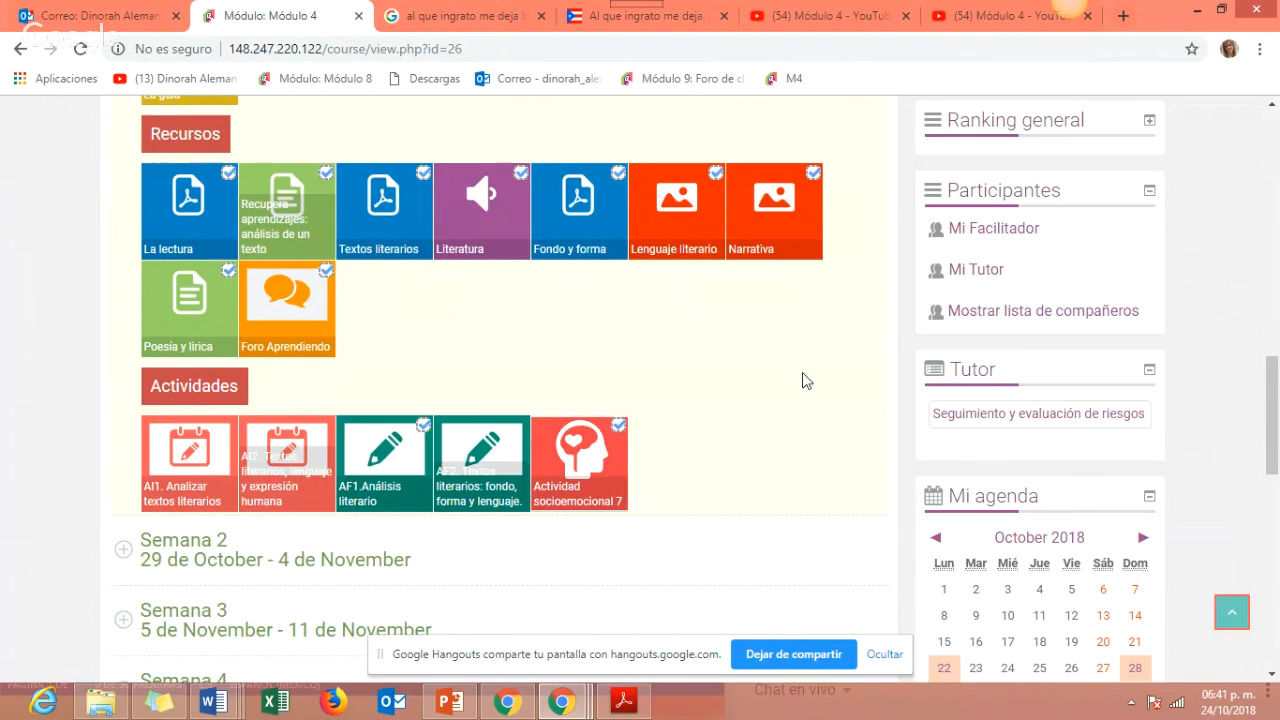 Correo: Dinorah Aleman
Módulo: Módulo 4
al que ingrato me deja b
Al que ingrato me deja,
(54) Módulo 4 - YouTub
(54) Módulo 4 - YouTu
Google
No es seguro
148.247.220.122/course/view.php?id=26
Aplicaciones
(13) Dinorah Aleman
Módulo: Módulo 8
Descargas
Correo - dinorah_ale
Módulo 9: Foro de cl
M4
La guía
Recursos
La lectura
Recupera
aprendizajes:
análisis de un
texto
Textos literarios
Literatura
Fondo y forma
Lenguaje literario
Narrativa
Poesía y lirica
Foro Aprendiendo
Actividades
AI1. Analizar
textos literarios
AI2. Textos
literarios, lenguaje
y expresión
humana
AF1.Análisis
literario
AF2. Textos
literarios: fondo,
forma y lenguaje.
Actividad
socioemocional 7
Semana 2
29 de October - 4 de November
Semana 3
5 de November - 11 de November
Semana 4
Ranking general
Participantes
Mi Facilitador
Mi Tutor
Mostrar lista de compañeros
Tutor
Seguimiento y evaluación de riesgos
Mi agenda
October 2018
Lun Mar Mié Jue Vie Sáb Dom
1 2 3 4 5 6 7
8 9 10 11 12 13 14
15 16 17 18 19 20 21
22 23 24 25 26 27 28
Google Hangouts comparte tu pantalla con hangouts.google.com.
Dejar de compartir
Ocultar
Chat en vivo
06:41 p. m.
24/10/2018